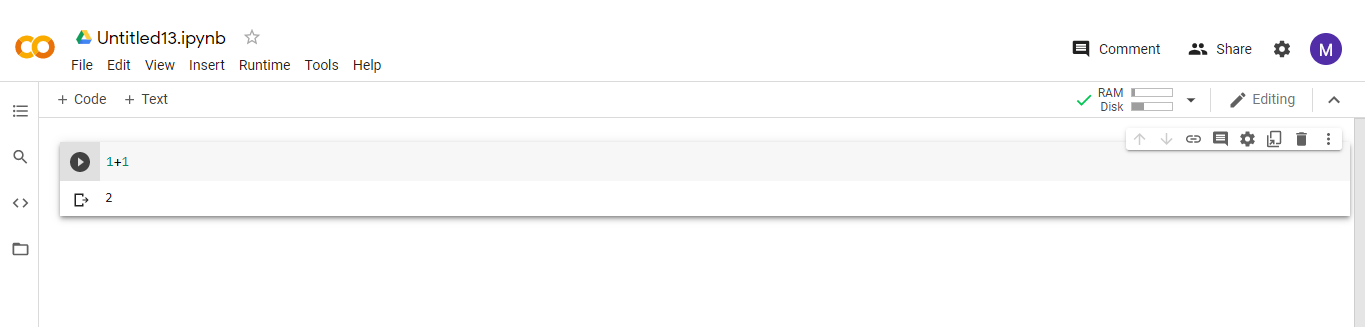 Untitled13.ipynb
File Edit View Insert Runtime Tools Help
Comment Share M
+ Code + Text
RAM
Disk
Editing
1+1
2